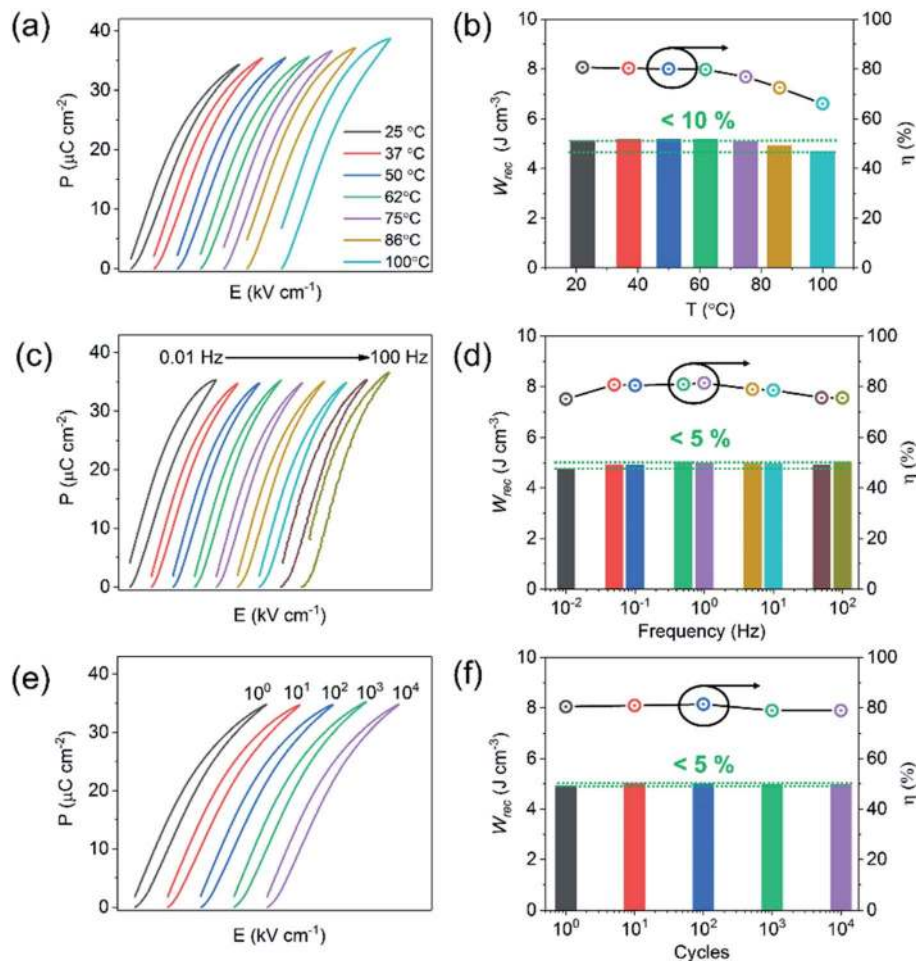 (a)
40
30
20
10
0
P (μC cm⁻²)
E (kV cm⁻¹)
25 °C
37 °C
50 °C
62°C
75°C
86°C
100°C
(b)
10
8
6
4
2
0
W_rec (J cm⁻³)
100
80
60
40
20
0
η (%)
< 10 %
20 40 60 80 100
T (°C)
(c)
40
30
20
10
0
P (μC cm⁻²)
0.01 Hz 100 Hz
E (kV cm⁻¹)
(d)
10
8
6
4
2
0
W_rec (J cm⁻³)
100
80
60
40
20
0
η (%)
< 5 %
10⁻² 10⁻¹ 10⁰ 10¹ 10²
Frequency (Hz)
(e)
40
30
20
10
0
P (μC cm⁻²)
10⁰ 10¹ 10² 10³ 10⁴
E (kV cm⁻¹)
(f)
10
8
6
4
2
0
W_rec (J cm⁻³)
100
80
60
40
20
0
η (%)
< 5 %
10⁰ 10¹ 10² 10³ 10⁴
Cycles